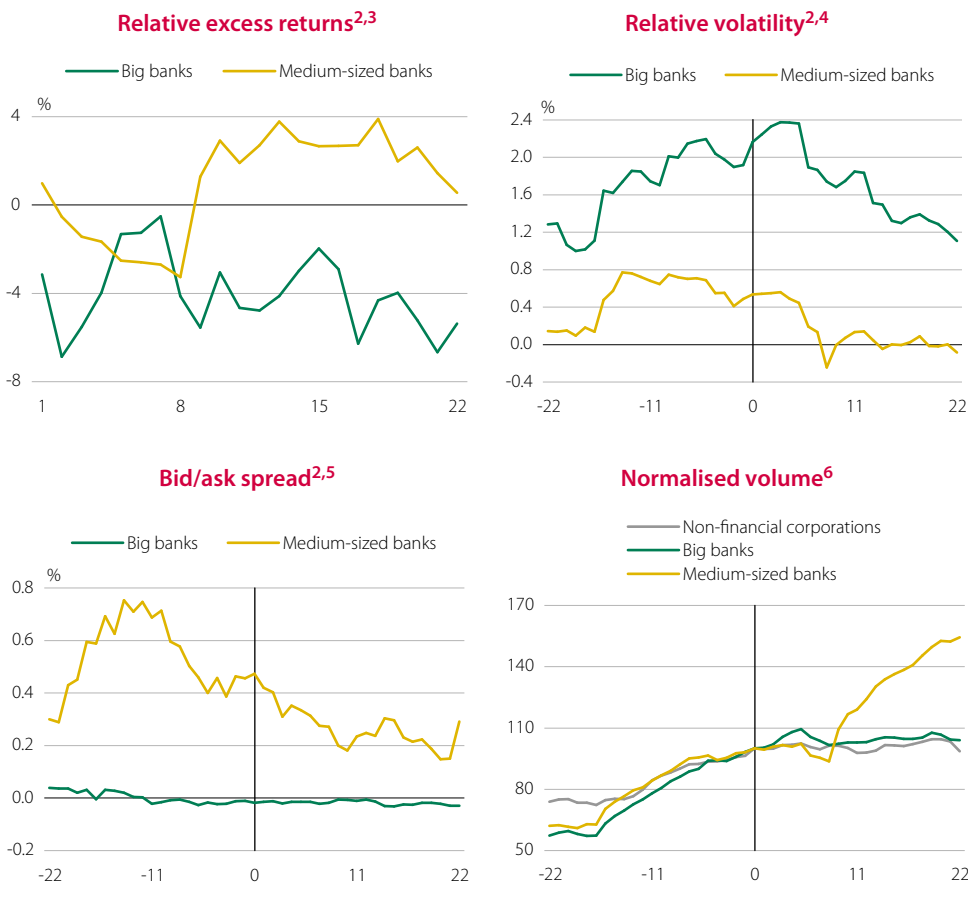 Relative excess returns2,3
Big banks Medium-sized banks
%
4
0
-4
-8
1 8 15 22
Relative volatility2,4
Big banks Medium-sized banks
%
2.4
2.0
1.6
1.2
0.8
0.4
0.0
-0.4
-22 -11 0 11 22
Bid/ask spread2,5
Big banks Medium-sized banks
%
0.8
0.6
0.4
0.2
0.0
-0.2
-22 -11 0 11 22
Normalised volume6
Non-financial corporations
Big banks
Medium-sized banks
170
140
110
80
50
-22 -11 0 11 22